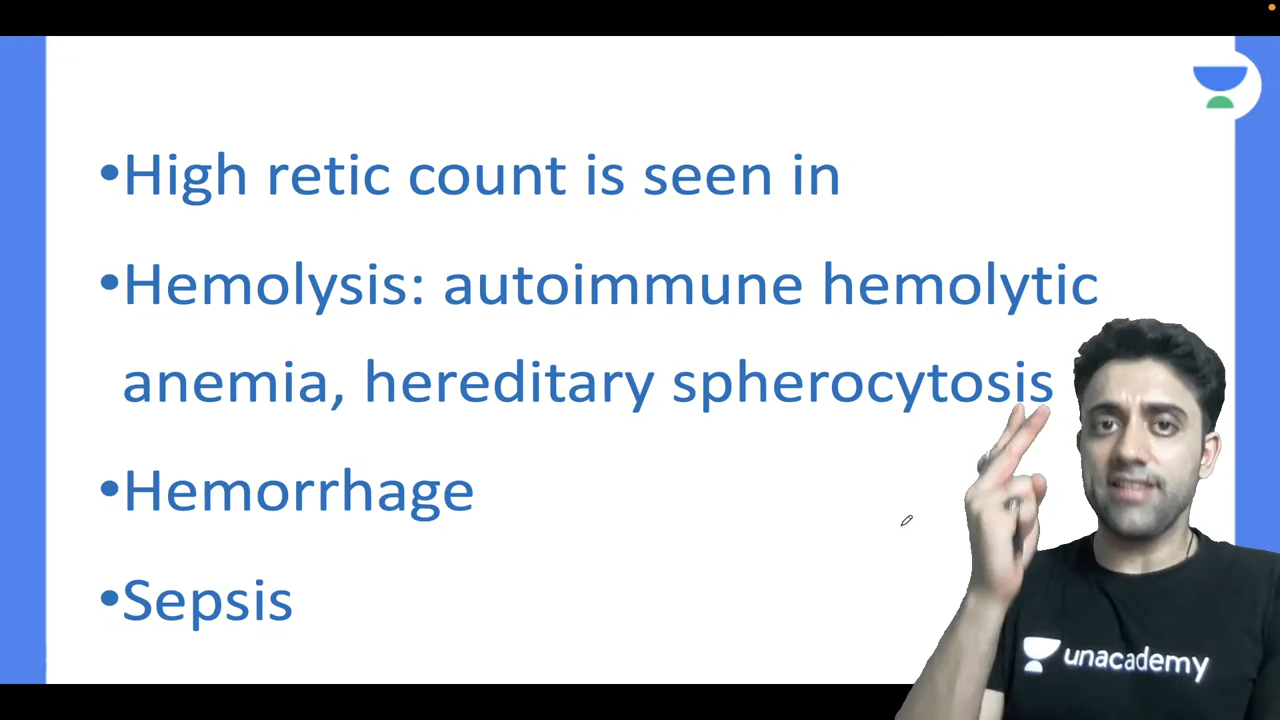 •High retic count is seen in
•Hemolysis: autoimmune hemolytic
anemia, hereditary spherocytosis
•Hemorrhage
•Sepsis
unacademy